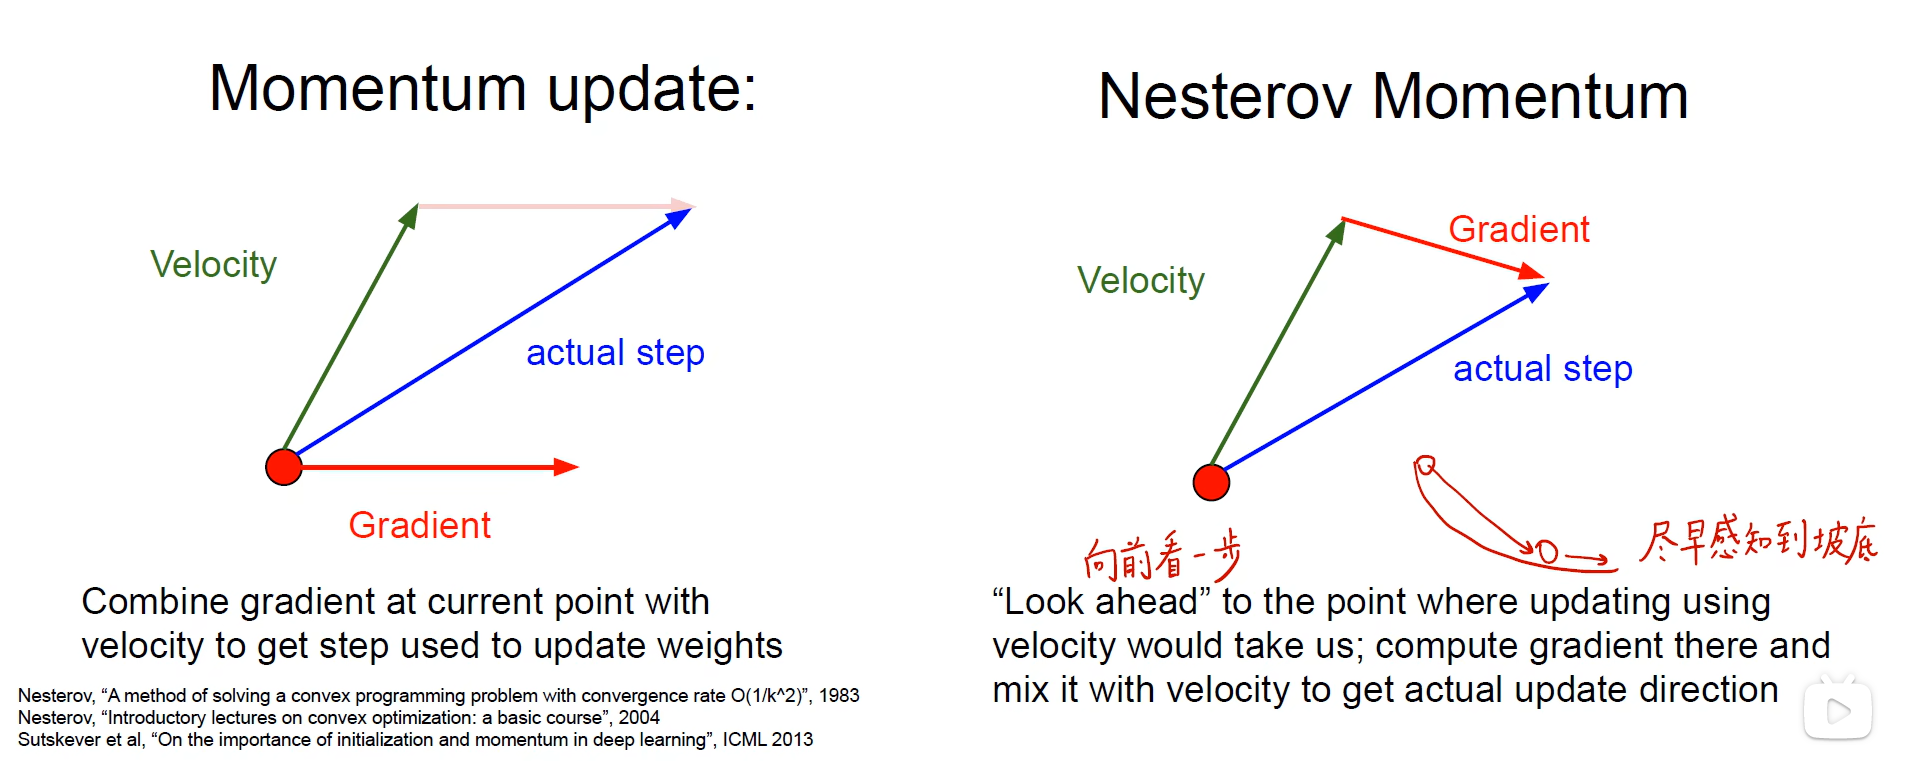 Momentum update:
Velocity
actual step
Gradient
Combine gradient at current point with
velocity to get step used to update weights
Nesterov, “A method of solving a convex programming problem with convergence rate O(1/k^2)”, 1983
Nesterov, “Introductory lectures on convex optimization: a basic course”, 2004
Sutskever et al, “On the importance of initialization and momentum in deep learning”, ICML 2013
Nesterov Momentum
Gradient
Velocity
actual step
向前看一步
尽早感知到坡底
“Look ahead” to the point where updating using
velocity would take us; compute gradient there and
mix it with velocity to get actual update direction